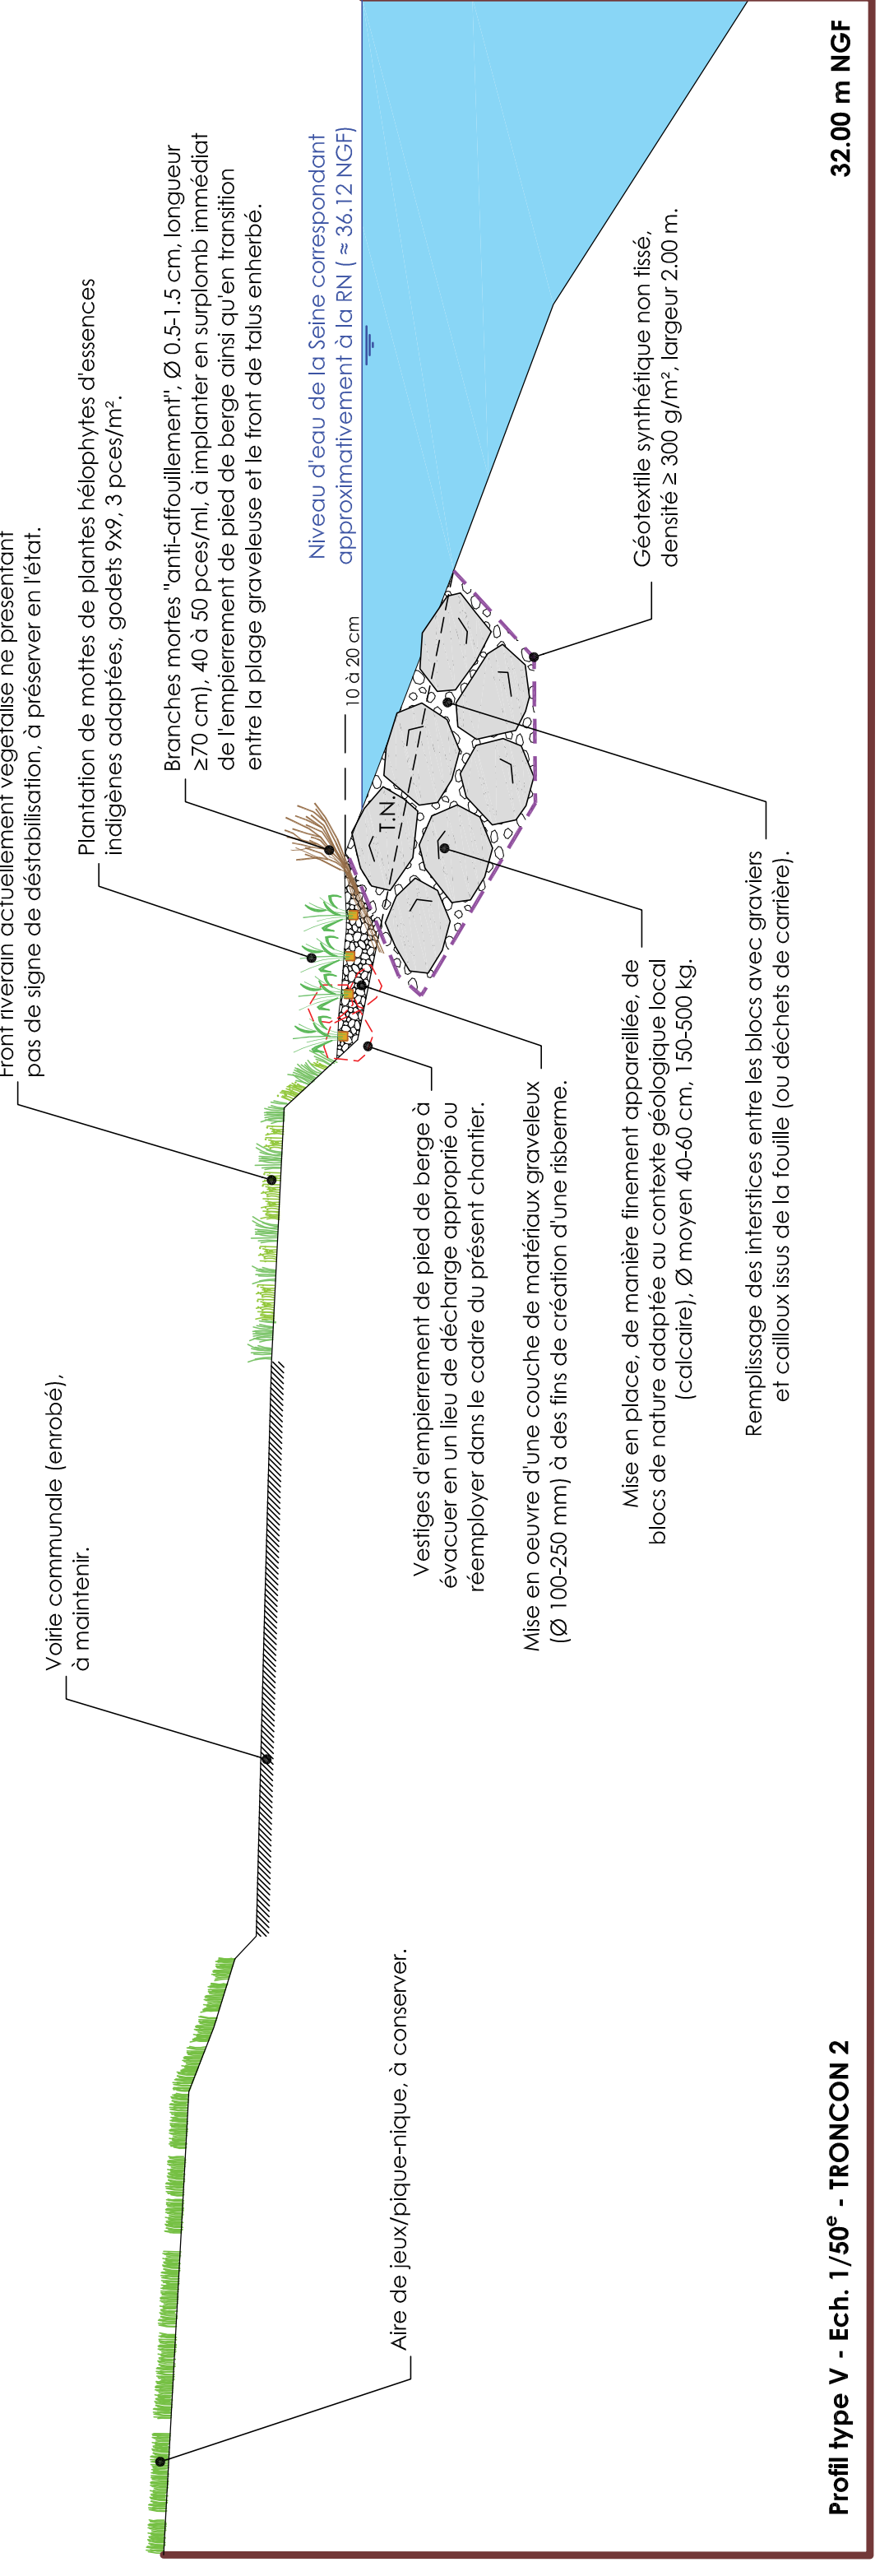 Front riverain actuellement végétalisé ne présentant
pas de signe de déstabilisation, à préserver en l'état.
Plantation de mottes de plantes hélophytes d'essences
indigènes adaptées, godets 9x9, 3 pces/m².
Branches mortes "anti-affouillement", Ø 0.5-1.5 cm, longueur
≥70 cm), 40 à 50 pces/ml, à implanter en surplomb immédiat
de l'empierrement de pied de berge ainsi qu'en transition
entre la plage graveleuse et le front de talus enherbé.
Niveau d'eau de la Seine correspondant
approximativement à la RN ( ≈ 36.12 NGF)
10 à 20 cm
T.N.
Voirie communale (enrobé),
à maintenir.
Aire de jeux/pique-nique, à conserver.
Vestiges d'empierrement de pied de berge à
évacuer en un lieu de décharge approprié ou
réemployer dans le cadre du présent chantier.
Mise en oeuvre d'une couche de matériaux graveleux
(Ø 100-250 mm) à des fins de création d'une risberme.
Mise en place, de manière finement appareillée, de
blocs de nature adaptée au contexte géologique local
(calcaire), Ø moyen 40-60 cm, 150-500 kg.
Remplissage des interstices entre les blocs avec graviers
et cailloux issus de la fouille (ou déchets de carrière).
Géotextile synthétique non tissé,
densité ≥ 300 g/m², largeur 2.00 m.
Profil type V - Ech. 1/50e - TRONCON 2
32.00 m NGF